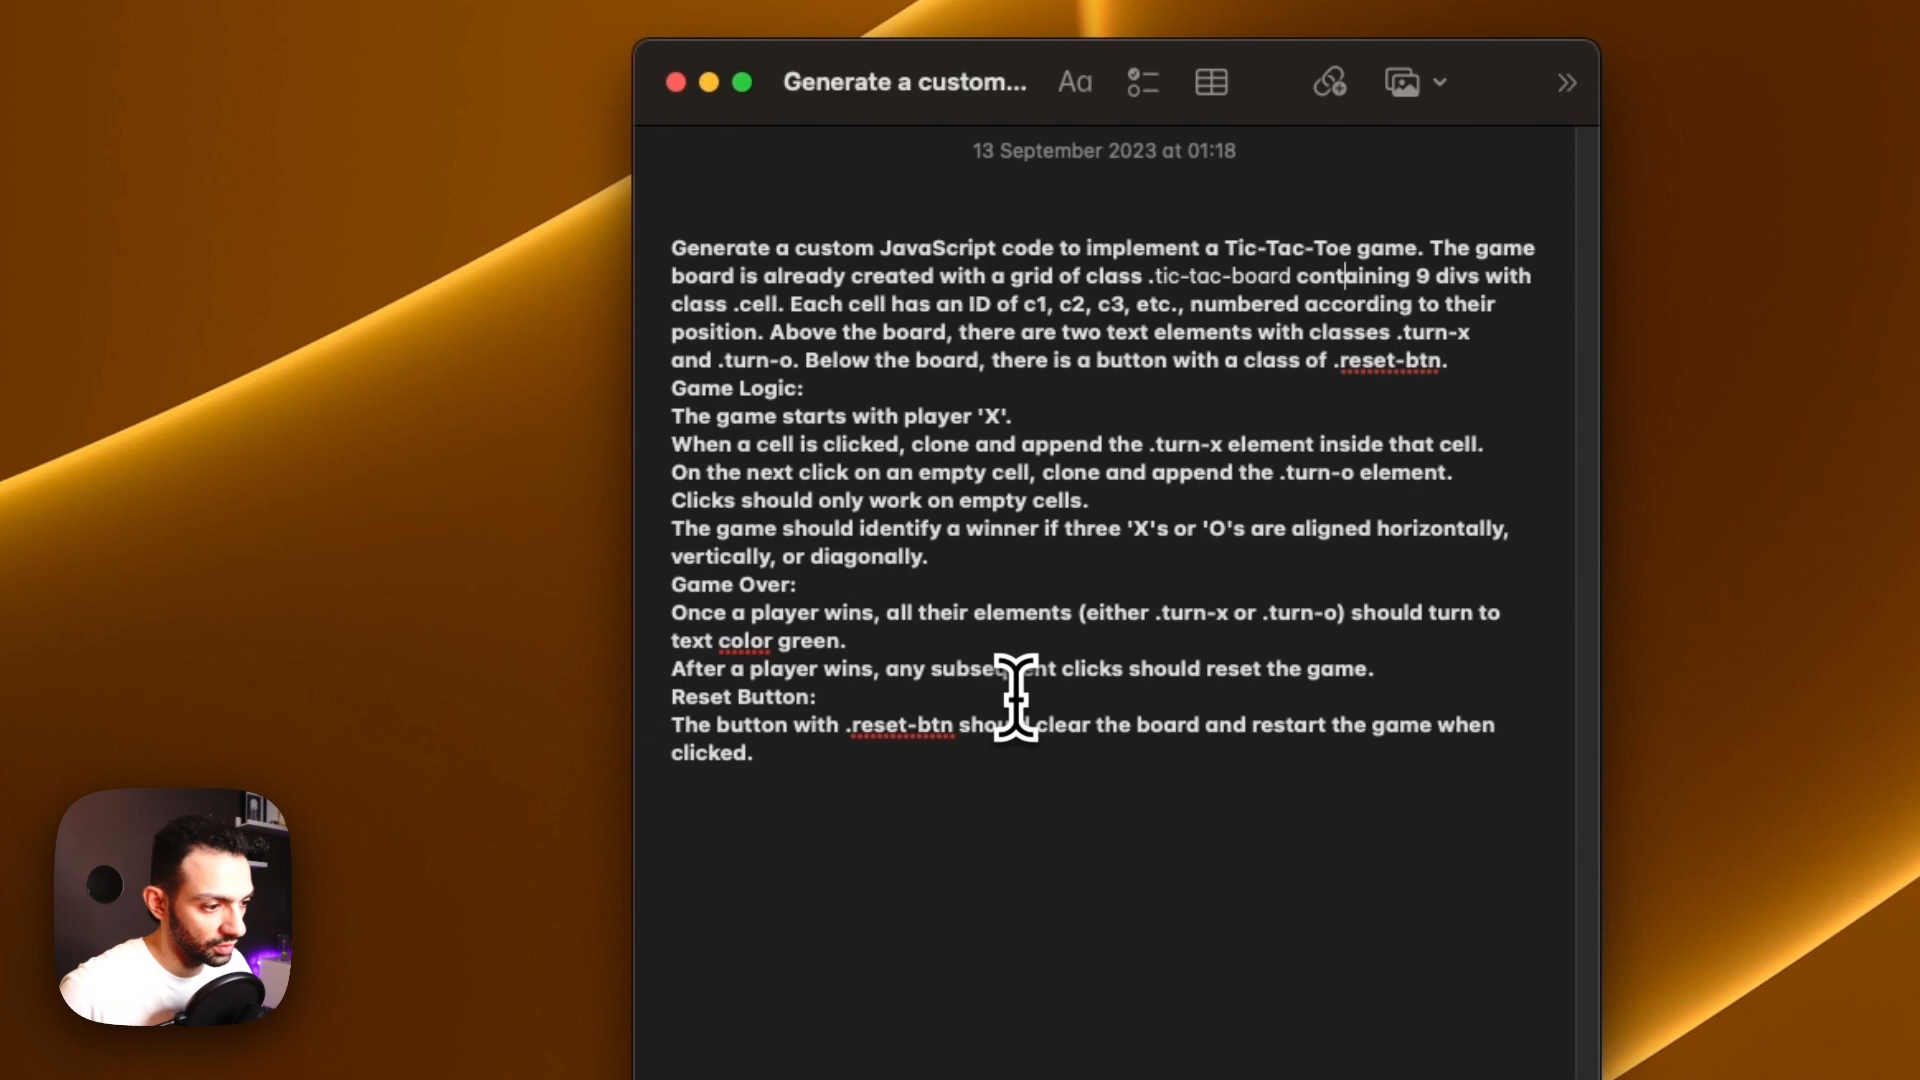 Generate a custom...
Aa
13 September 2023 at 01:18
Generate a custom JavaScript code to implement a Tic-Tac-Toe game. The game
board is already created with a grid of class .tic-tac-board containing 9 divs with
class .cell. Each cell has an ID of c1, c2, c3, etc., numbered according to their
position. Above the board, there are two text elements with classes .turn-x
and .turn-o. Below the board, there is a button with a class of .reset-btn.
Game Logic:
The game starts with player 'X'.
When a cell is clicked, clone and append the .turn-x element inside that cell.
On the next click on an empty cell, clone and append the .turn-o element.
Clicks should only work on empty cells.
The game should identify a winner if three 'X's or 'O's are aligned horizontally,
vertically, or diagonally.
Game Over:
Once a player wins, all their elements (either .turn-x or .turn-o) should turn to
text color green.
After a player wins, any subsequent clicks should reset the game.
Reset Button:
The button with .reset-btn should clear the board and restart the game when
clicked.